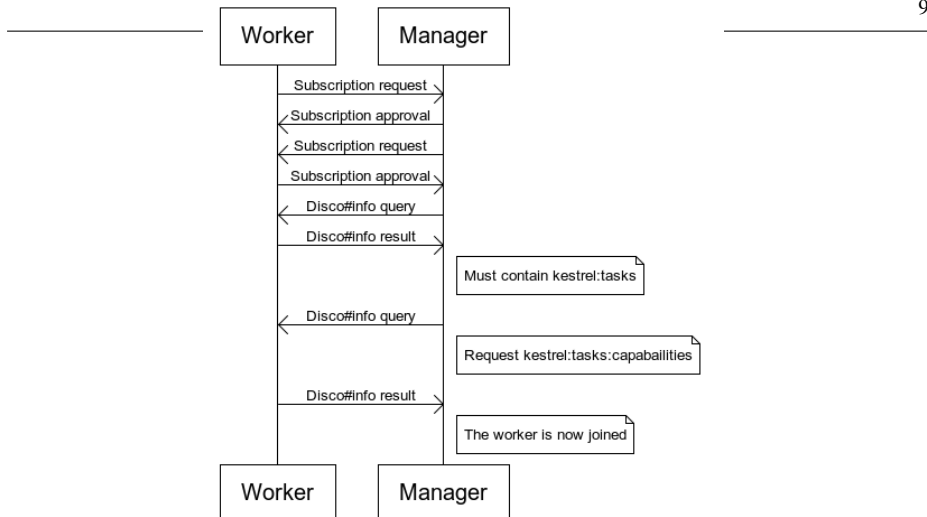 9
Worker Manager
Subscription request
Subscription approval
Subscription request
Subscription approval
Disco#info query
Disco#info result
Must contain kestrel:tasks
Disco#info query
Request kestrel:tasks:capabailities
Disco#info result
The worker is now joined
Worker Manager